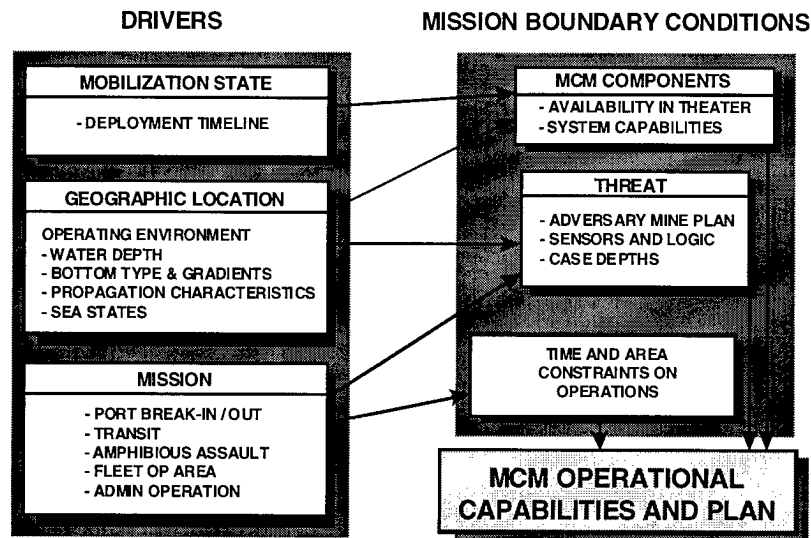 DRIVERS
MOBILIZATION STATE
- DEPLOYMENT TIMELINE
GEOGRAPHIC LOCATION
OPERATING ENVIRONMENT
- WATER DEPTH
- BOTTOM TYPE & GRADIENTS
- PROPAGATION CHARACTERISTICS
- SEA STATES
MISSION
- PORT BREAK-IN / OUT
- TRANSIT
- AMPHIBIOUS ASSAULT
- FLEET OP AREA
- ADMIN OPERATION
MISSION BOUNDARY CONDITIONS
MCM COMPONENTS
- AVAILABILITY IN THEATER
- SYSTEM CAPABILITIES
THREAT
- ADVERSARY MINE PLAN
- SENSORS AND LOGIC
- CASE DEPTHS
TIME AND AREA
CONSTRAINTS ON
OPERATIONS
MCM OPERATIONAL
CAPABILITIES AND PLAN